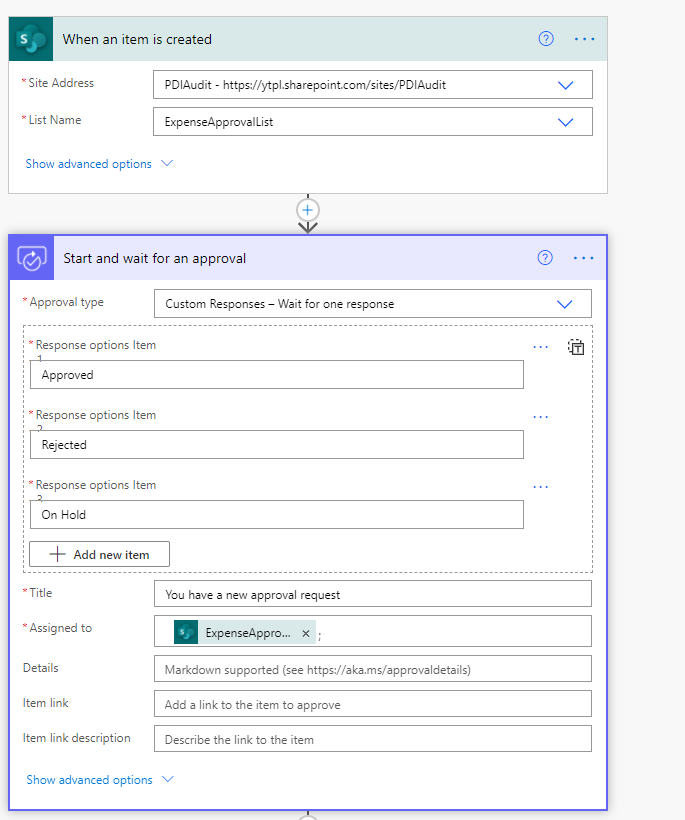 When an item is created
* Site Address
PDIAudit - https://ytpl.sharepoint.com/sites/PDIAudit
* List Name
ExpenseApprovalList
Show advanced options
Start and wait for an approval
* Approval type
Custom Responses – Wait for one response
* Response options Item
1
Approved
* Response options Item
2
Rejected
* Response options Item
3
On Hold
Add new item
* Title
You have a new approval request
* Assigned to
ExpenseAppro... × ;
Details
Markdown supported (see https://aka.ms/approvaldetails)
Item link
Add a link to the item to approve
Item link description
Describe the link to the item
Show advanced options